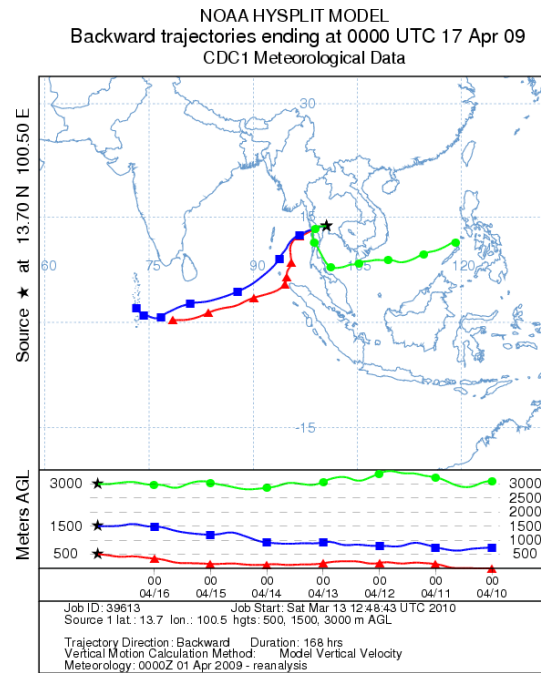 NOAA HYSPLIT MODEL
Backward trajectories ending at 0000 UTC 17 Apr 09
CDC1 Meteorological Data
Source ★ at 13.70 N 100.50 E
30
15
60 75 90 105 120
-15
Meters AGL
3000 3000
2500
2000
1500 1500
1000
500 500
00 00 00 00 00 00 00
04/16 04/15 04/14 04/13 04/12 04/11 04/10
Job ID: 39613 Job Start: Sat Mar 13 12:48:43 UTC 2010
Source 1 lat.: 13.7 lon.: 100.5 hgts: 500, 1500, 3000 m AGL
Trajectory Direction: Backward Duration: 168 hrs
Vertical Motion Calculation Method: Model Vertical Velocity
Meteorology: 0000Z 01 Apr 2009 - reanalysis